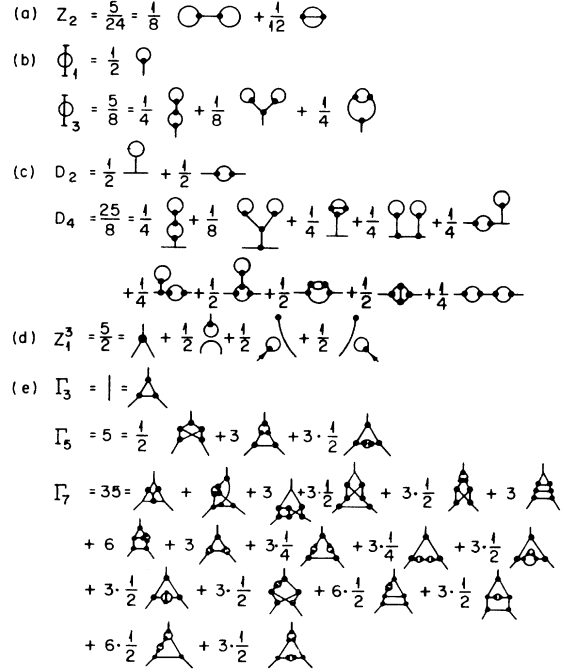 (a) Z₂ = 5/24 = 1/8 + 1/12
(b) Φ₁ = 1/2
Φ₃ = 5/8 = 1/4 + 1/8 + 1/4
(c) D₂ = 1/2 + 1/2
D₄ = 25/8 = 1/4 + 1/8 + 1/4 + 1/4 + 1/4
+ 1/4 + 1/2 + 1/2 + 1/2 + 1/4
(d) Z₁³ = 5/2 = + 1/2 + 1/2 + 1/2
(e) Γ₃ = | =
Γ₅ = 5 = 1/2 + 3 + 3·1/2
Γ₇ = 35 = + + 3 + 3·1/2 + 3·1/2 + 3
+ 6 + 3 + 3·1/4 + 3·1/4 + 3·1/2
+ 3·1/2 + 3·1/2 + 6·1/2 + 3·1/2
+ 6·1/2 + 3·1/2